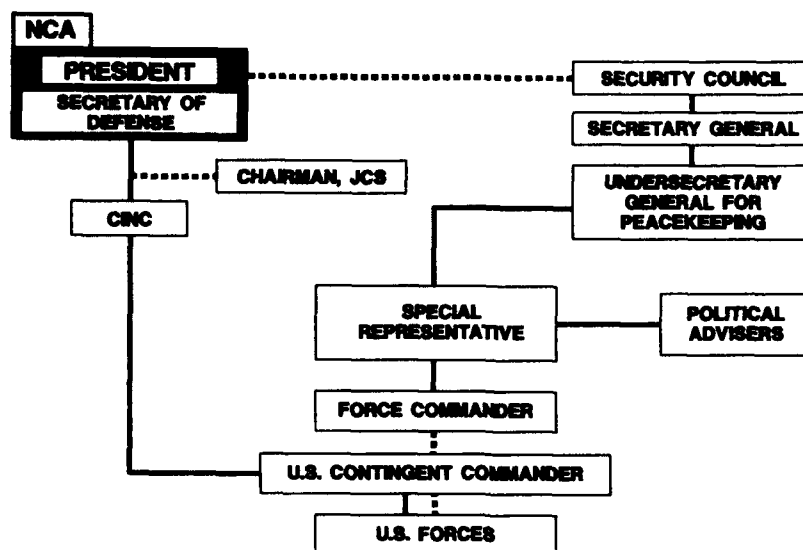 NCA
PRESIDENT
SECRETARY OF
DEFENSE
SECURITY COUNCIL
SECRETARY GENERAL
CHAIRMAN, JCS
UNDERSECRETARY
GENERAL FOR
PEACEKEEPING
CINC
SPECIAL
REPRESENTATIVE
POLITICAL
ADVISERS
FORCE COMMANDER
U.S. CONTINGENT COMMANDER
U.S. FORCES